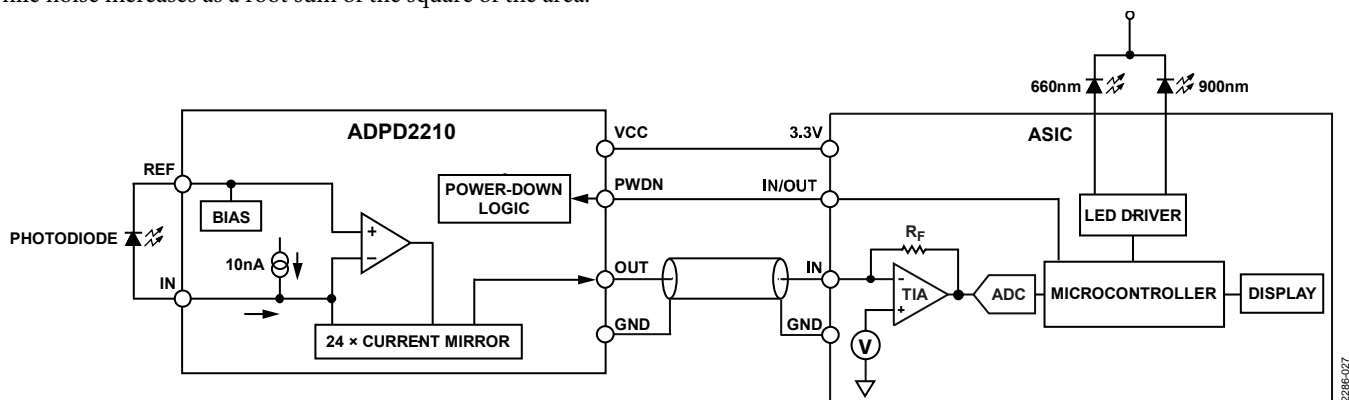 mic noise increases as a root sum of the square of the area.
660nm
900nm
ADPD2210
ASIC
VCC
3.3V
REF
PWDN
IN/OUT
POWER-DOWN
LOGIC
BIAS
LED DRIVER
PHOTODIODE
+
−
RF
10nA
OUT
IN
IN
−
TIA
+
ADC
MICROCONTROLLER
DISPLAY
24 × CURRENT MIRROR
GND
GND
V
2286-027